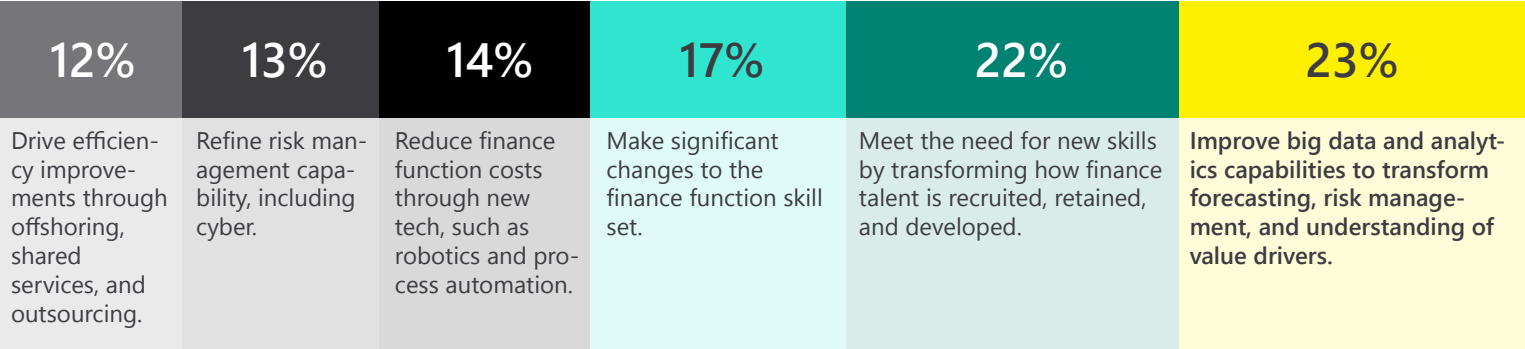 12%
Drive efficien-
cy improve-
ments through
offshoring,
shared
services, and
outsourcing.
13%
Refine risk man-
agement capa-
bility, including
cyber.
14%
Reduce finance
function costs
through new
tech, such as
robotics and pro-
cess automation.
17%
Make significant
changes to the
finance function skill
set.
22%
Meet the need for new skills
by transforming how finance
talent is recruited, retained,
and developed.
23%
Improve big data and analyt-
ics capabilities to transform
forecasting, risk manage-
ment, and understanding of
value drivers.